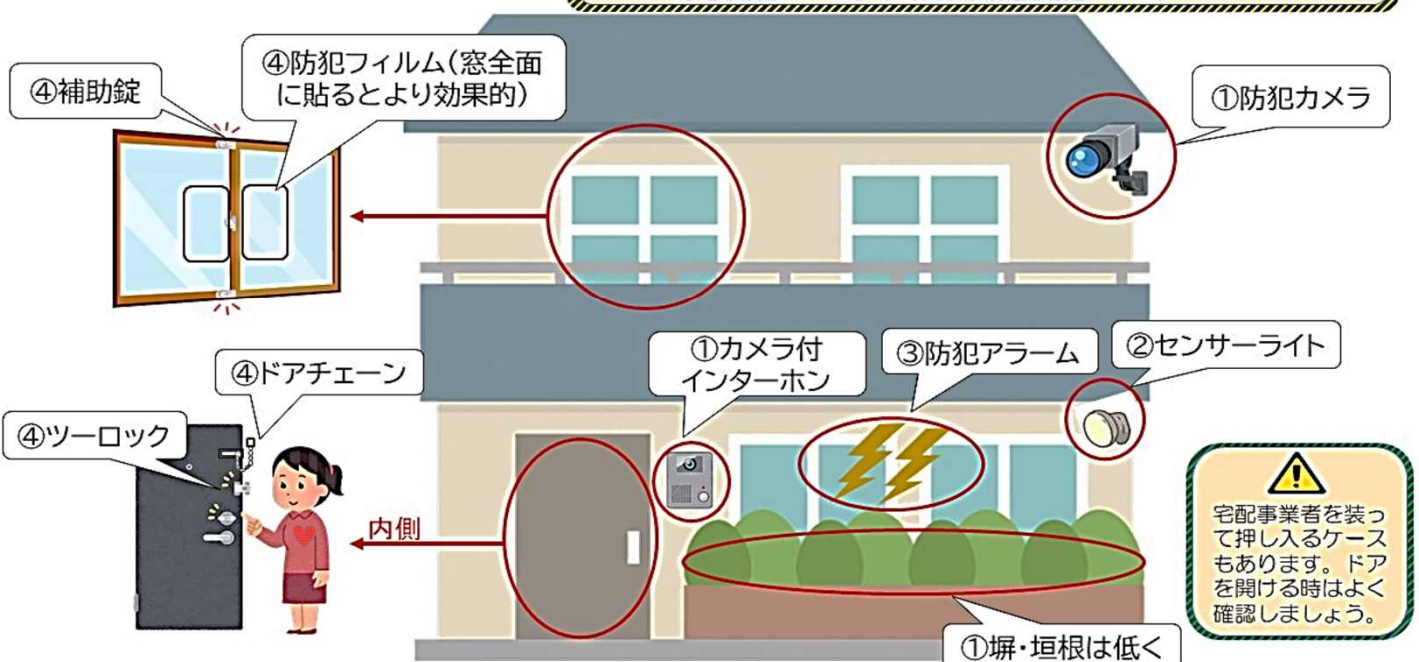 ④補助錠
④防犯フィルム(窓全面
に貼るとより効果的)
①防犯カメラ
④ドアチェーン
①カメラ付
インターホン
③防犯アラーム
②センサーライト
④ツーロック
内側
宅配事業者を装っ
て押し入るケース
もあります。ドア
を開ける時はよく
確認しましょう。
①塀・垣根は低く